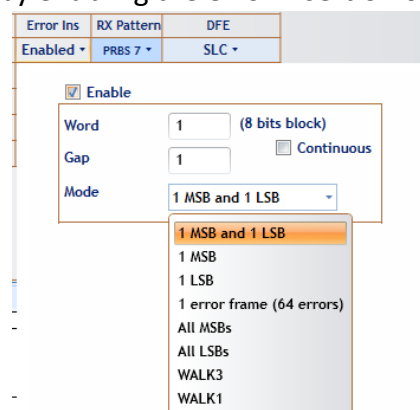 Error Ins RX Pattern DFE
Enabled PRBS 7 SLC
Enable
Word 1 (8 bits block)
Continuous
Gap 1
Mode 1 MSB and 1 LSB
1 MSB and 1 LSB
1 MSB
1 LSB
1 error frame (64 errors)
All MSBs
All LSBs
WALK3
WALK1